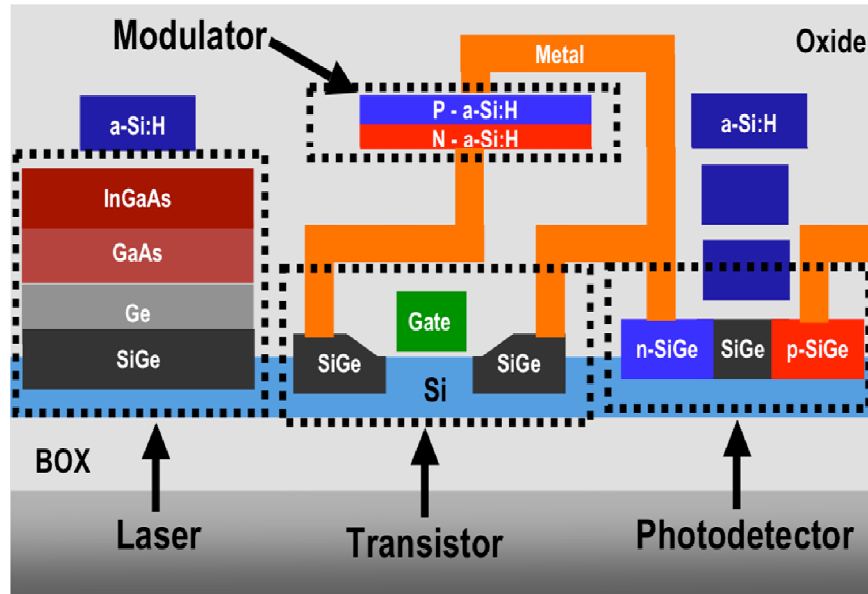 Modulator
Metal
Oxide
a-Si:H
P - a-Si:H
N - a-Si:H
a-Si:H
InGaAs
GaAs
Ge
SiGe
Gate
SiGe
SiGe
Si
n-SiGe
SiGe
p-SiGe
BOX
Laser
Transistor
Photodetector